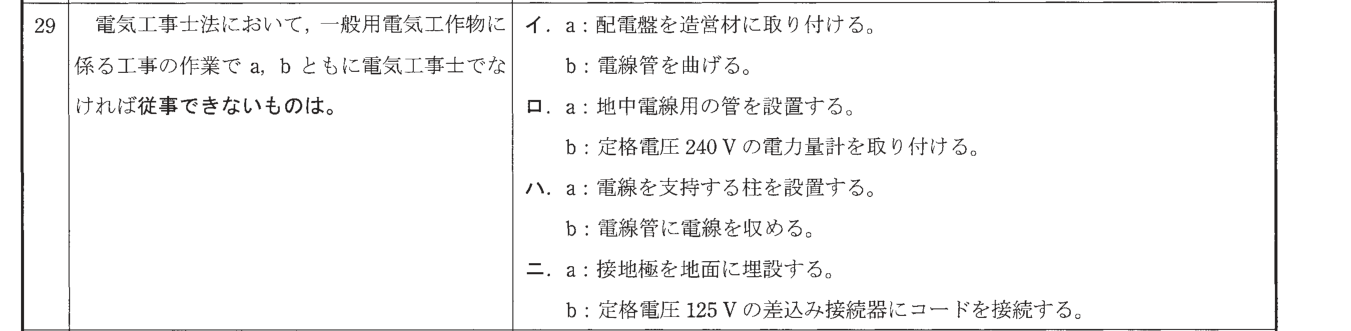 29
電気工事士法において，一般用電気工作物に
係る工事の作業で a，b ともに電気工事士でな
ければ従事できないものは。
イ．a：配電盤を造営材に取り付ける。
b：電線管を曲げる。
ロ．a：地中電線用の管を設置する。
b：定格電圧 240 V の電力量計を取り付ける。
ハ．a：電線を支持する柱を設置する。
b：電線管に電線を収める。
ニ．a：接地極を地面に埋設する。
b：定格電圧 125 V の差込み接続器にコードを接続する。